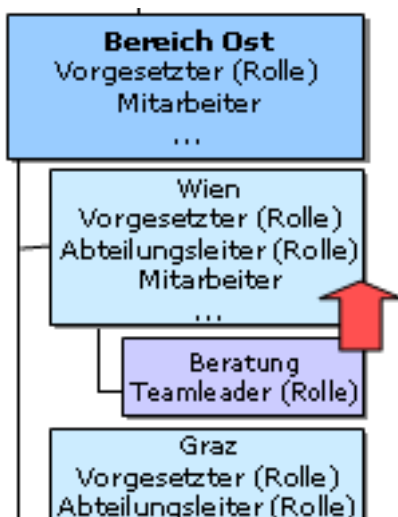 Bereich Ost
Vorgesetzter (Rolle)
Mitarbeiter
...
Wien
Vorgesetzter (Rolle)
Abteilungsleiter (Rolle)
Mitarbeiter
...
Beratung
Teamleader (Rolle)
Graz
Vorgesetzter (Rolle)
Abteilungsleiter (Rolle)